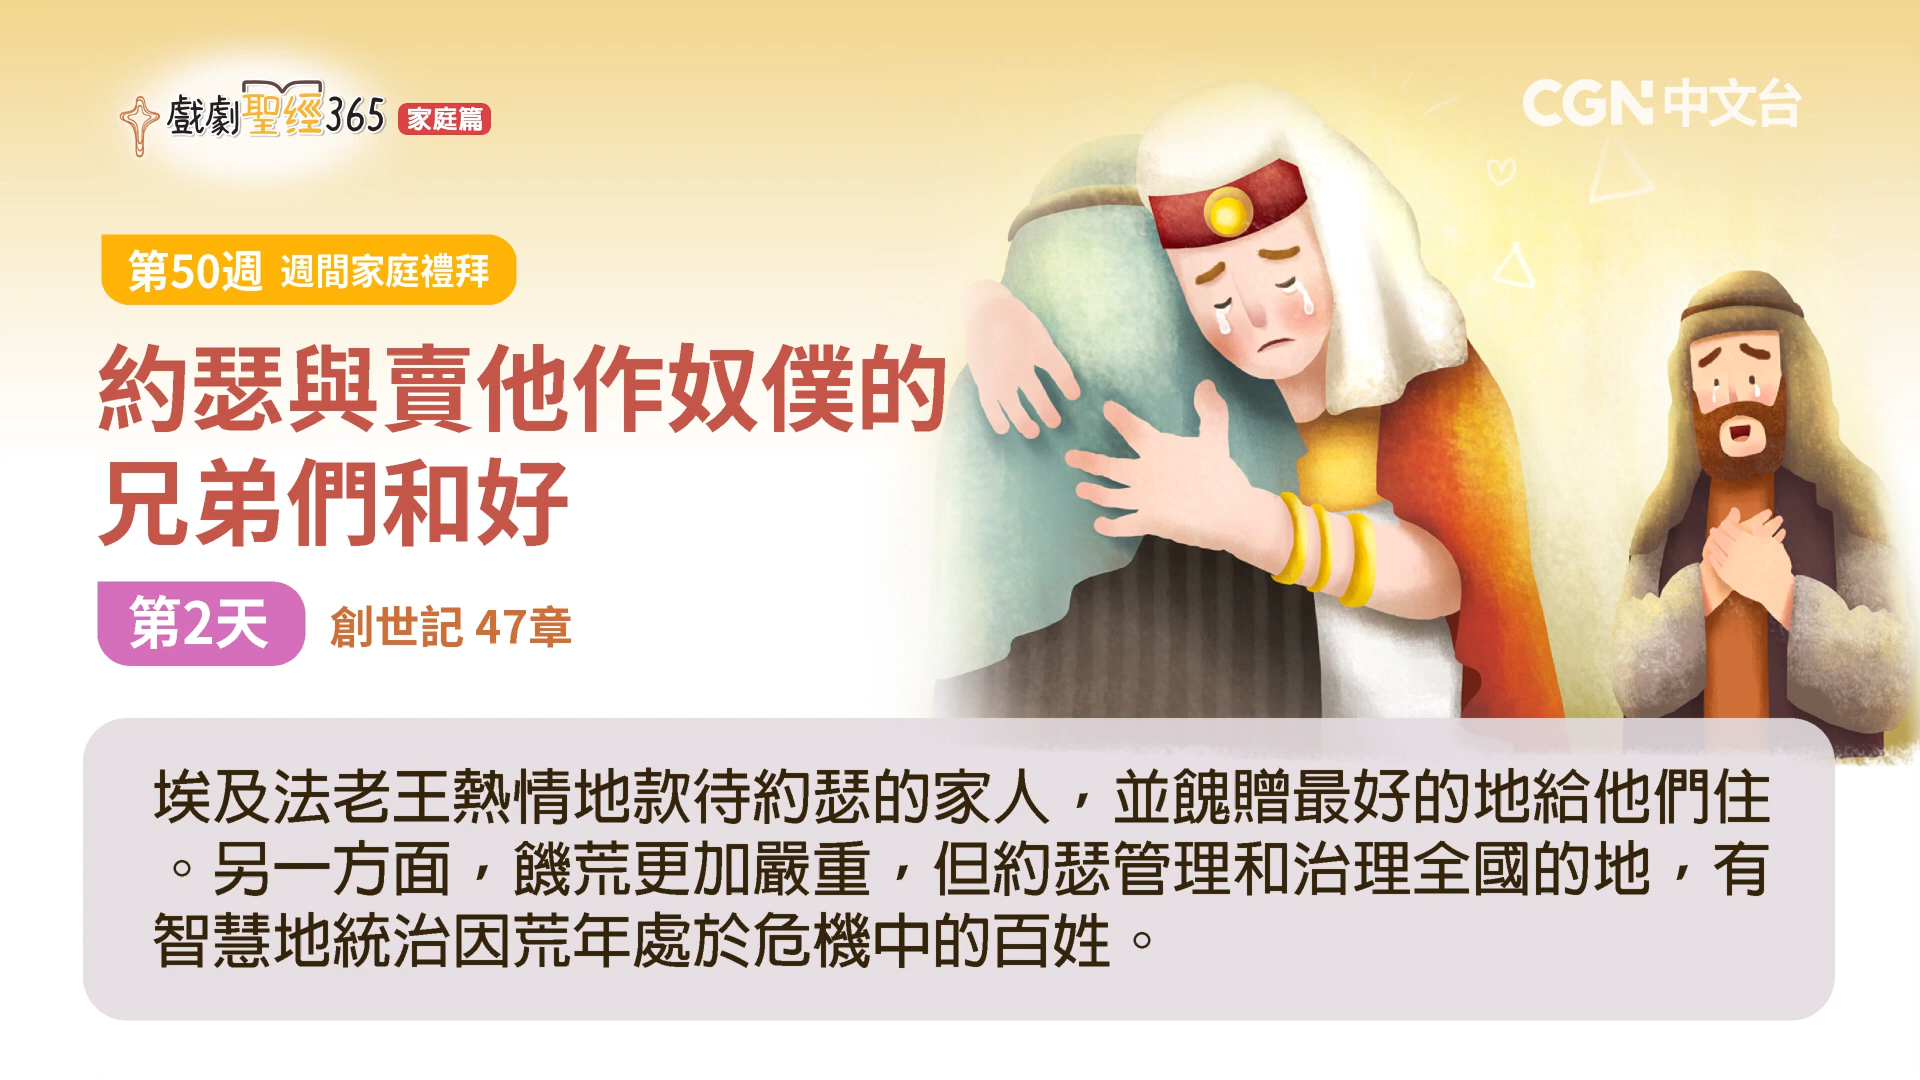 戲劇聖經365 家庭篇
CGN 中文台
第50週 週間家庭禮拜
約瑟與賣他作奴僕的
兄弟們和好
第2天 創世記 47章
埃及法老王熱情地款待約瑟的家人，並餽贈最好的地給他們住
。另一方面，饑荒更加嚴重，但約瑟管理和治理全國的地，有
智慧地統治因荒年處於危機中的百姓。